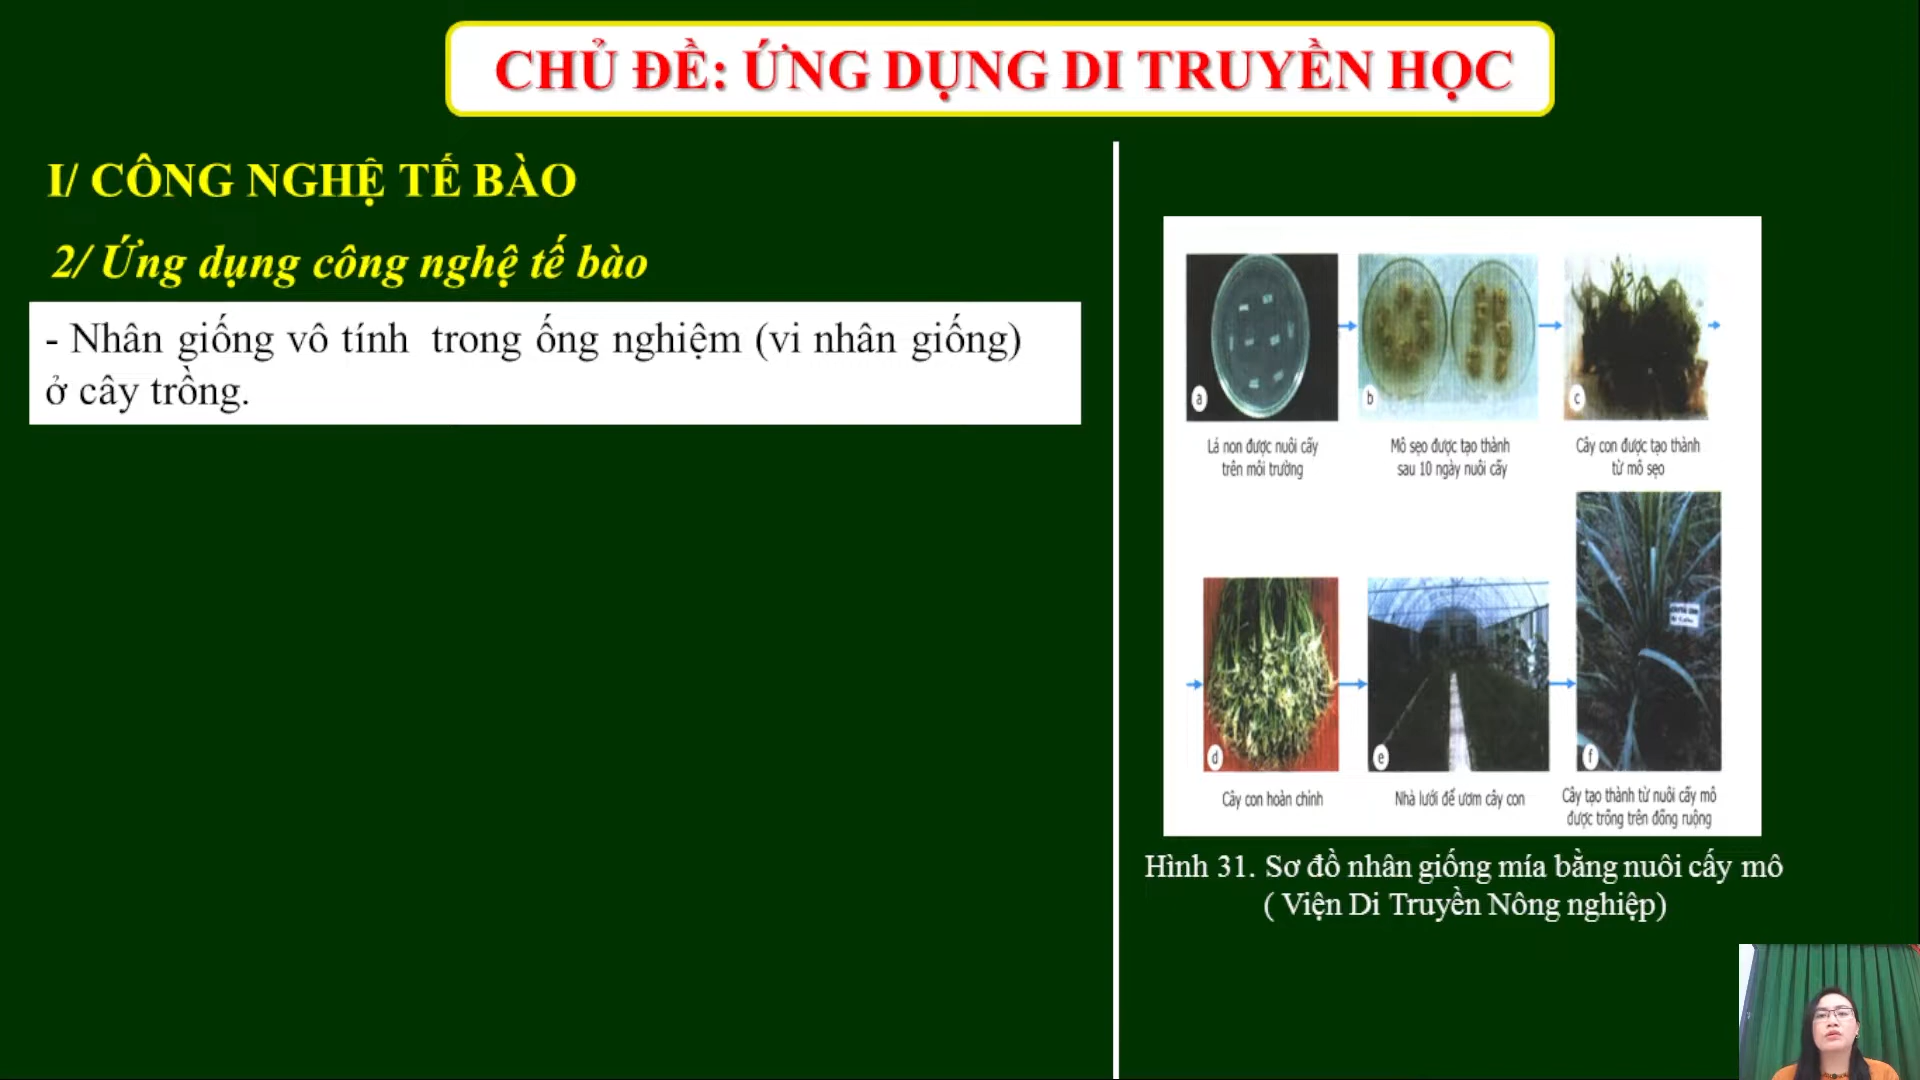 CHỦ ĐỀ: ỨNG DỤNG DI TRUYỀN HỌC
I/ CÔNG NGHỆ TẾ BÀO
2/ Ứng dụng công nghệ tế bào
- Nhân giống vô tính trong ống nghiệm (vi nhân giống)
ở cây trồng.
a
b
c
Lá non được nuôi cấy
trên môi trường
Mô sẹo được tạo thành
sau 10 ngày nuôi cấy
Cây con được tạo thành
từ mô sẹo
d
e
f
Cây con hoàn chỉnh
Nhà lưới để ươm cây con
Cây tạo thành từ nuôi cấy mô
được trồng trên đồng ruộng
Hình 31. Sơ đồ nhân giống mía bằng nuôi cấy mô
( Viện Di Truyền Nông nghiệp)